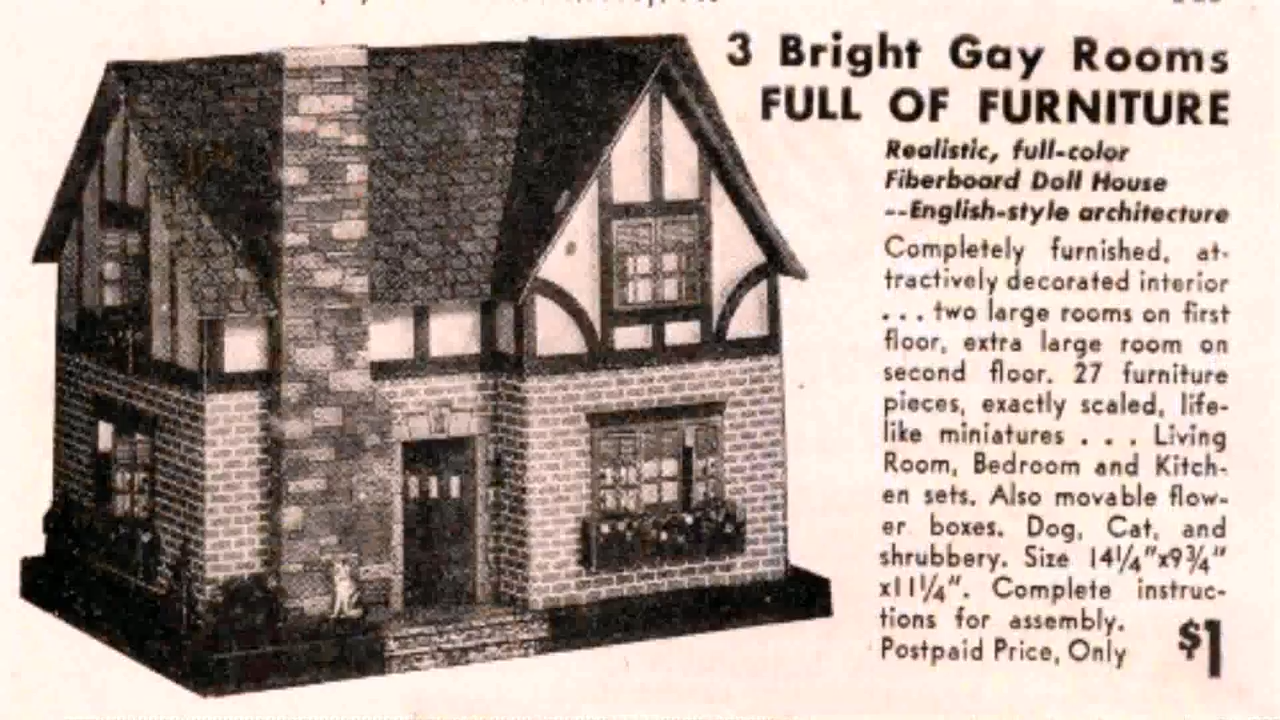 3 Bright Gay Rooms
FULL OF FURNITURE
Realistic, full-color
Fiberboard Doll House
--English-style architecture
Completely furnished, at-
tractively decorated interior
. . . two large rooms on first
floor, extra large room on
second floor. 27 furniture
pieces, exactly scaled, life-
like miniatures . . . Living
Room, Bedroom and Kitch-
en sets. Also movable flow-
er boxes. Dog, Cat, and
shrubbery. Size 14¼"x9¾"
x11¼". Complete instruc-
tions for assembly.
Postpaid Price, Only $1